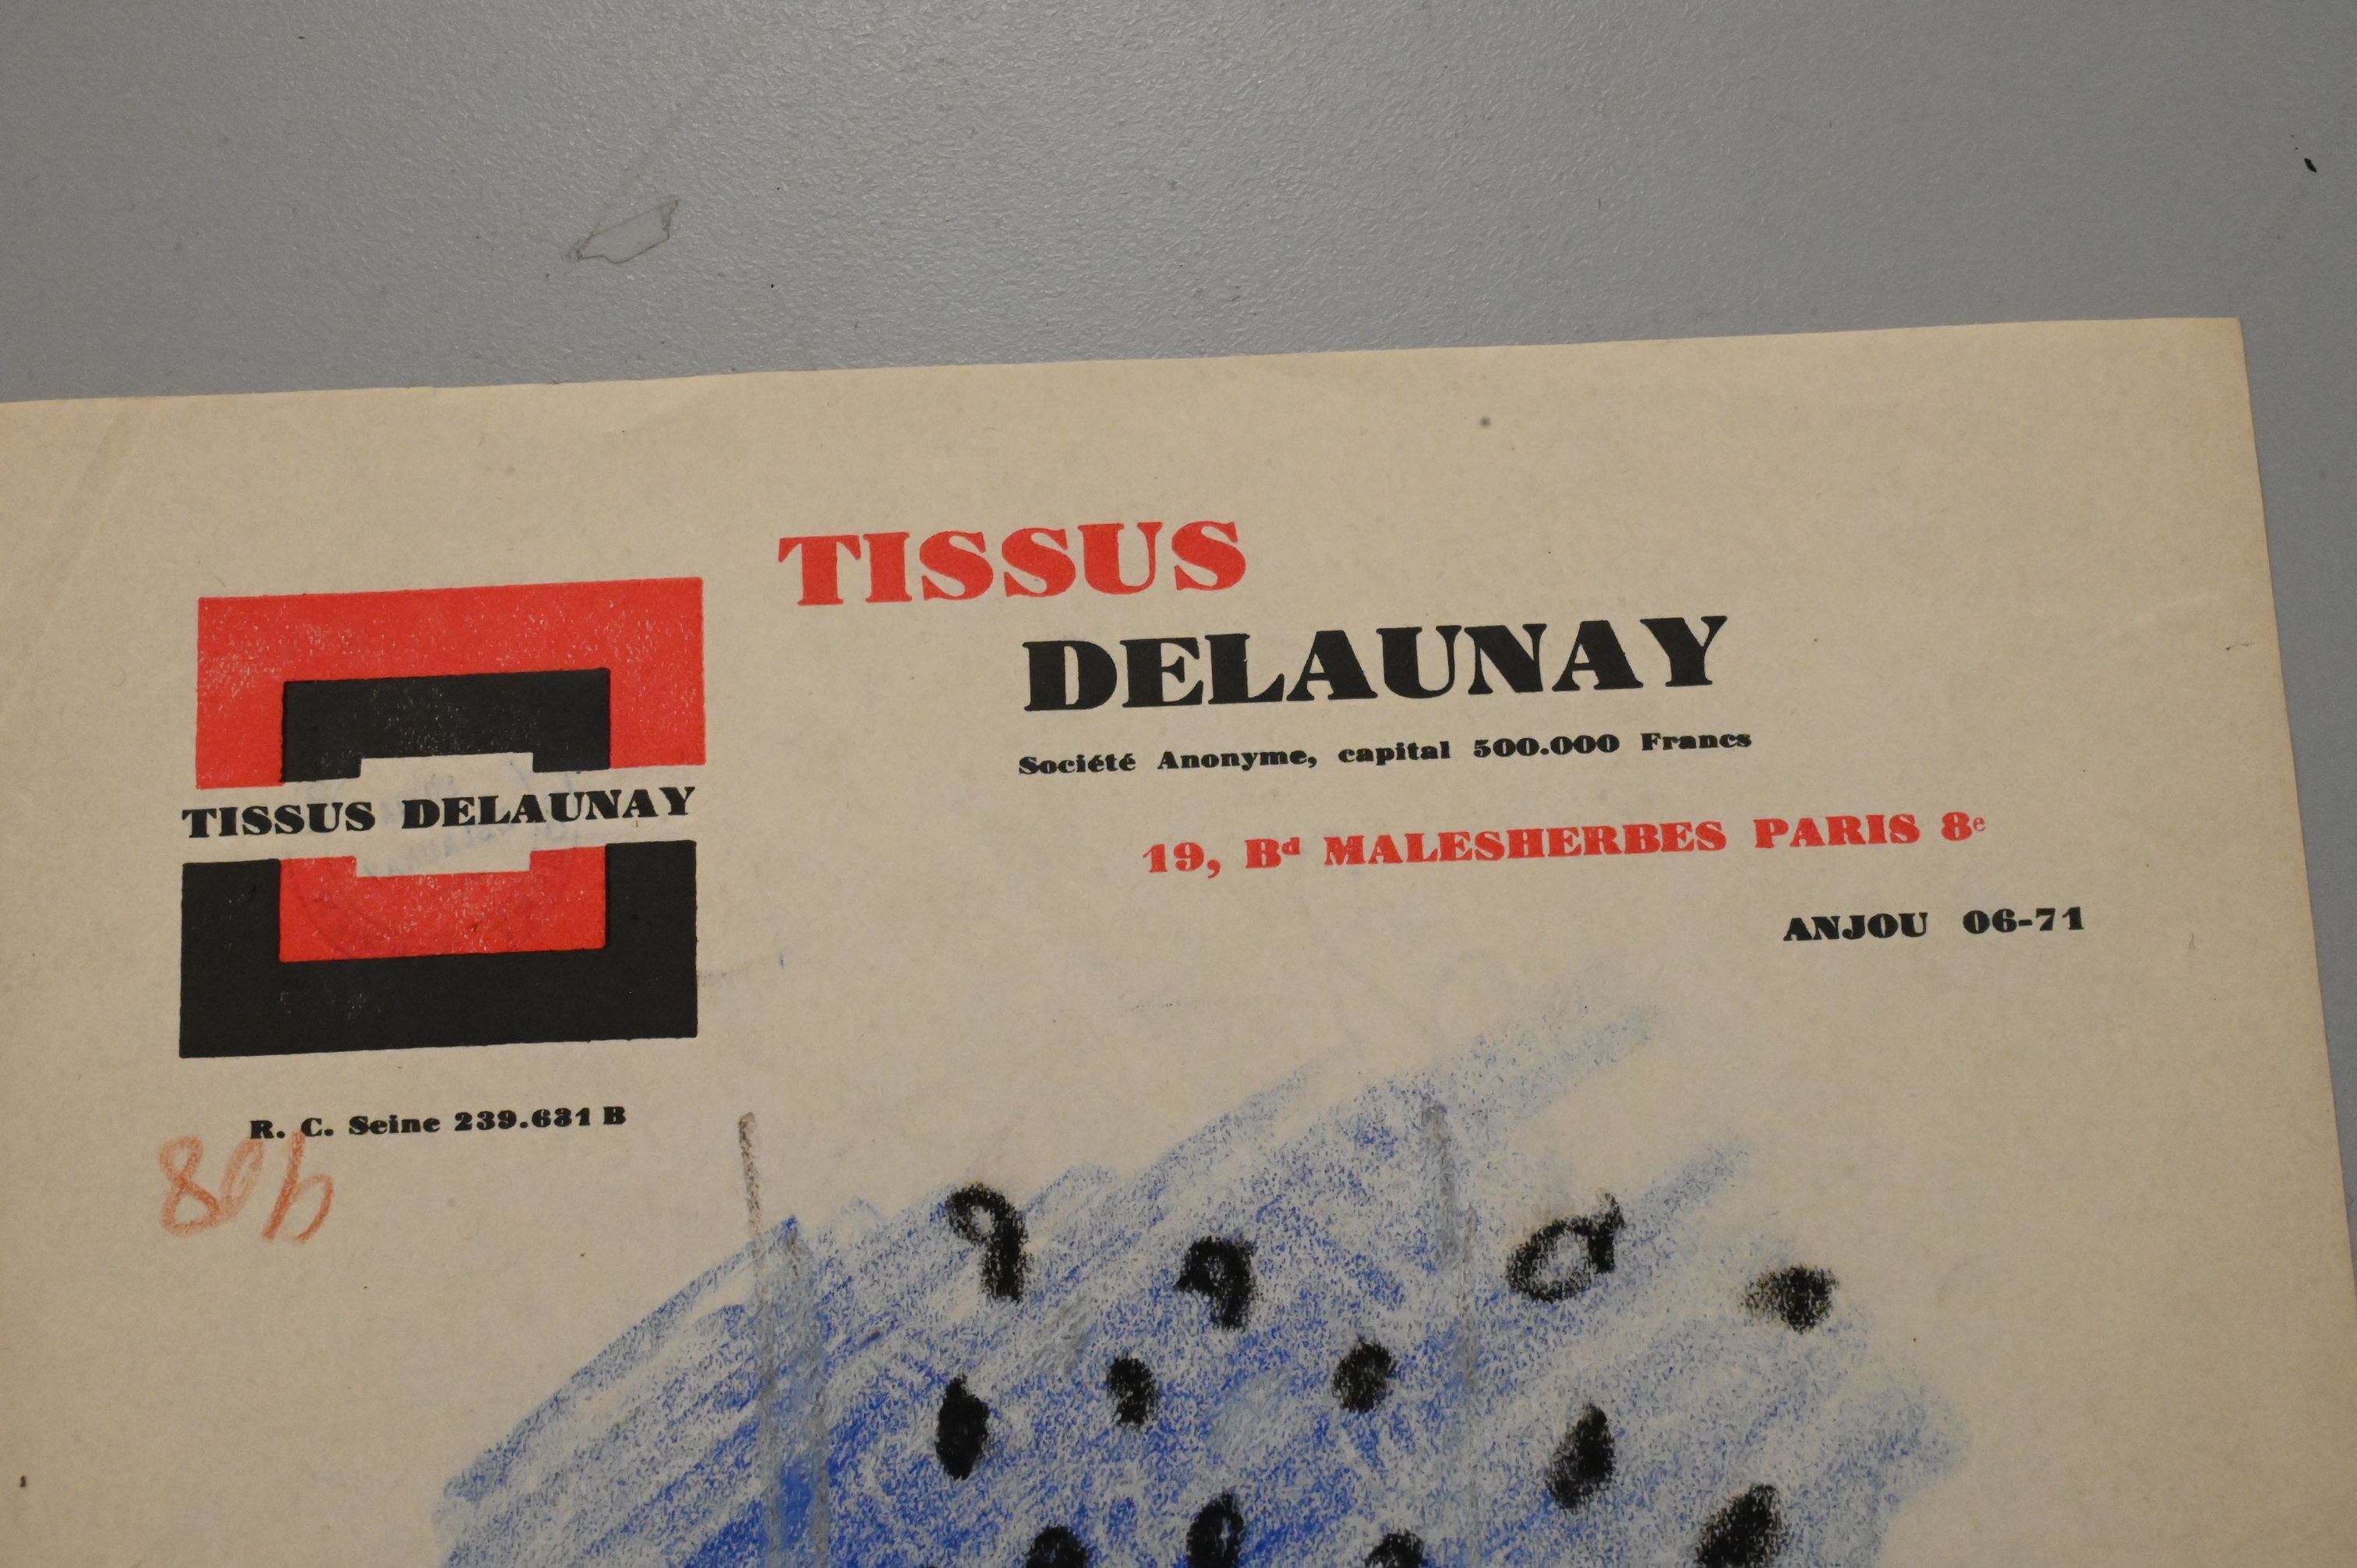 TISSUS
DELAUNAY
Société Anonyme, capital 500.000 Francs
19, Bd MALESHERBES PARIS 8e
ANJOU 06-71
TISSUS DELAUNAY
R. C. Seine 239.631 B